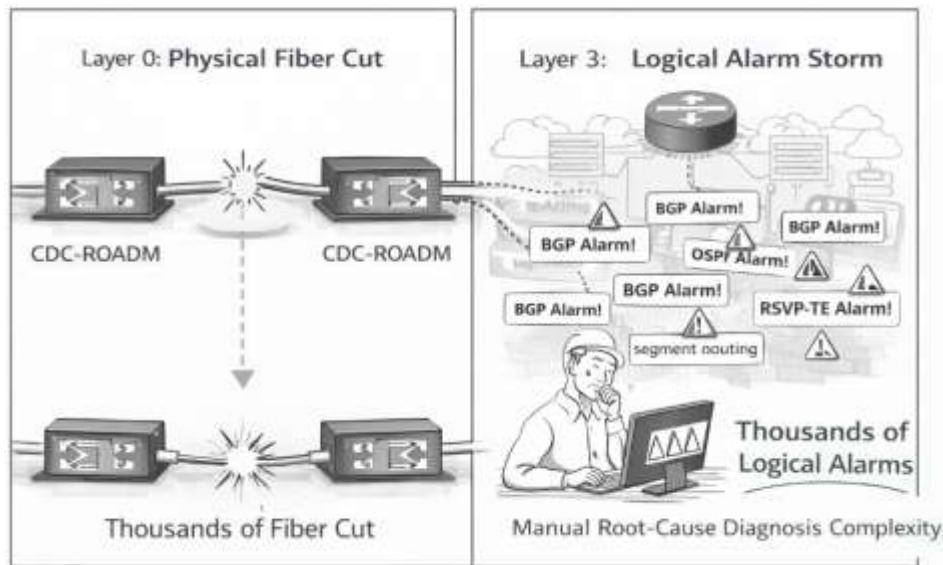 Layer 0: Physical Fiber Cut
CDC-ROADM
CDC-ROADM
Thousands of Fiber Cut
Layer 3: Logical Alarm Storm
BGP Alarm!
BGP Alarm!
BGP Alarm!
OSPF Alarm!
BGP Alarm!
BGP Alarm!
RSVP-TE Alarm!
segment nouting
Thousands of
Logical Alarms
Manual Root-Cause Diagnosis Complexity